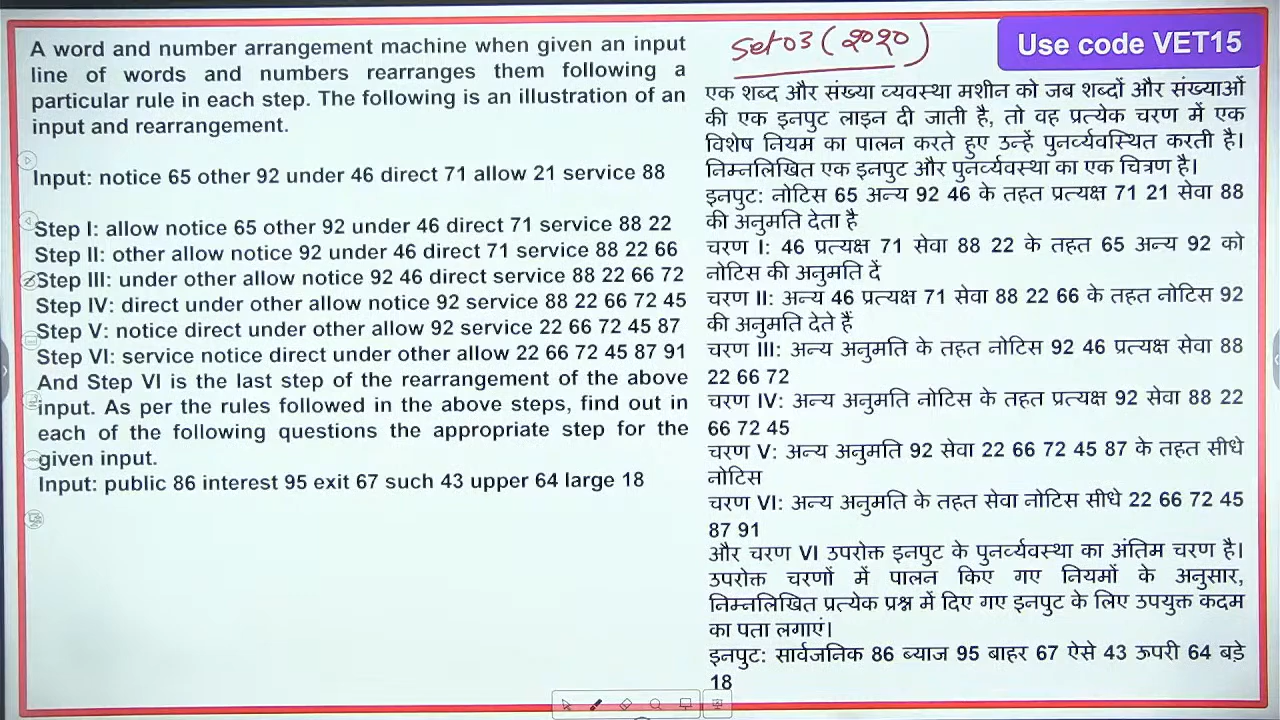 A word and number arrangement machine when given an input
line of words and numbers rearranges them following a
particular rule in each step. The following is an illustration of an
input and rearrangement.
Input: notice 65 other 92 under 46 direct 71 allow 21 service 88
Step I: allow notice 65 other 92 under 46 direct 71 service 88 22
Step II: other allow notice 92 under 46 direct 71 service 88 22 66
Step III: under other allow notice 92 46 direct service 88 22 66 72
Step IV: direct under other allow notice 92 service 88 22 66 72 45
Step V: notice direct under other allow 92 service 22 66 72 45 87
Step VI: service notice direct under other allow 22 66 72 45 87 91
And Step VI is the last step of the rearrangement of the above
input. As per the rules followed in the above steps, find out in
each of the following questions the appropriate step for the
given input.
Input: public 86 interest 95 exit 67 such 43 upper 64 large 18
Set 03 (2020)
Use code VET15
एक शब्द और संख्या व्यवस्था मशीन को जब शब्दों और संख्याओं
की एक इनपुट लाइन दी जाती है, तो वह प्रत्येक चरण में एक
विशेष नियम का पालन करते हुए उन्हें पुनर्व्यवस्थित करती है।
निम्नलिखित एक इनपुट और पुनर्व्यवस्था का एक चित्रण है।
इनपुट: नोटिस 65 अन्य 92 46 के तहत प्रत्यक्ष 71 21 सेवा 88
की अनुमति देता है
चरण I: 46 प्रत्यक्ष 71 सेवा 88 22 के तहत 65 अन्य 92 को
नोटिस की अनुमति दें
चरण II: अन्य 46 प्रत्यक्ष 71 सेवा 88 22 66 के तहत नोटिस 92
की अनुमति देते हैं
चरण III: अन्य अनुमति के तहत नोटिस 92 46 प्रत्यक्ष सेवा 88
22 66 72
चरण IV: अन्य अनुमति नोटिस के तहत प्रत्यक्ष 92 सेवा 88 22
66 72 45
चरण V: अन्य अनुमति 92 सेवा 22 66 72 45 87 के तहत सीधे
नोटिस
चरण VI: अन्य अनुमति के तहत सेवा नोटिस सीधे 22 66 72 45
87 91
और चरण VI उपरोक्त इनपुट के पुनर्व्यवस्था का अंतिम चरण है।
उपरोक्त चरणों में पालन किए गए नियमों के अनुसार,
निम्नलिखित प्रत्येक प्रश्न में दिए गए इनपुट के लिए उपयुक्त कदम
का पता लगाएं।
इनपुट: सार्वजनिक 86 ब्याज 95 बाहर 67 ऐसे 43 ऊपरी 64 बड़े
18